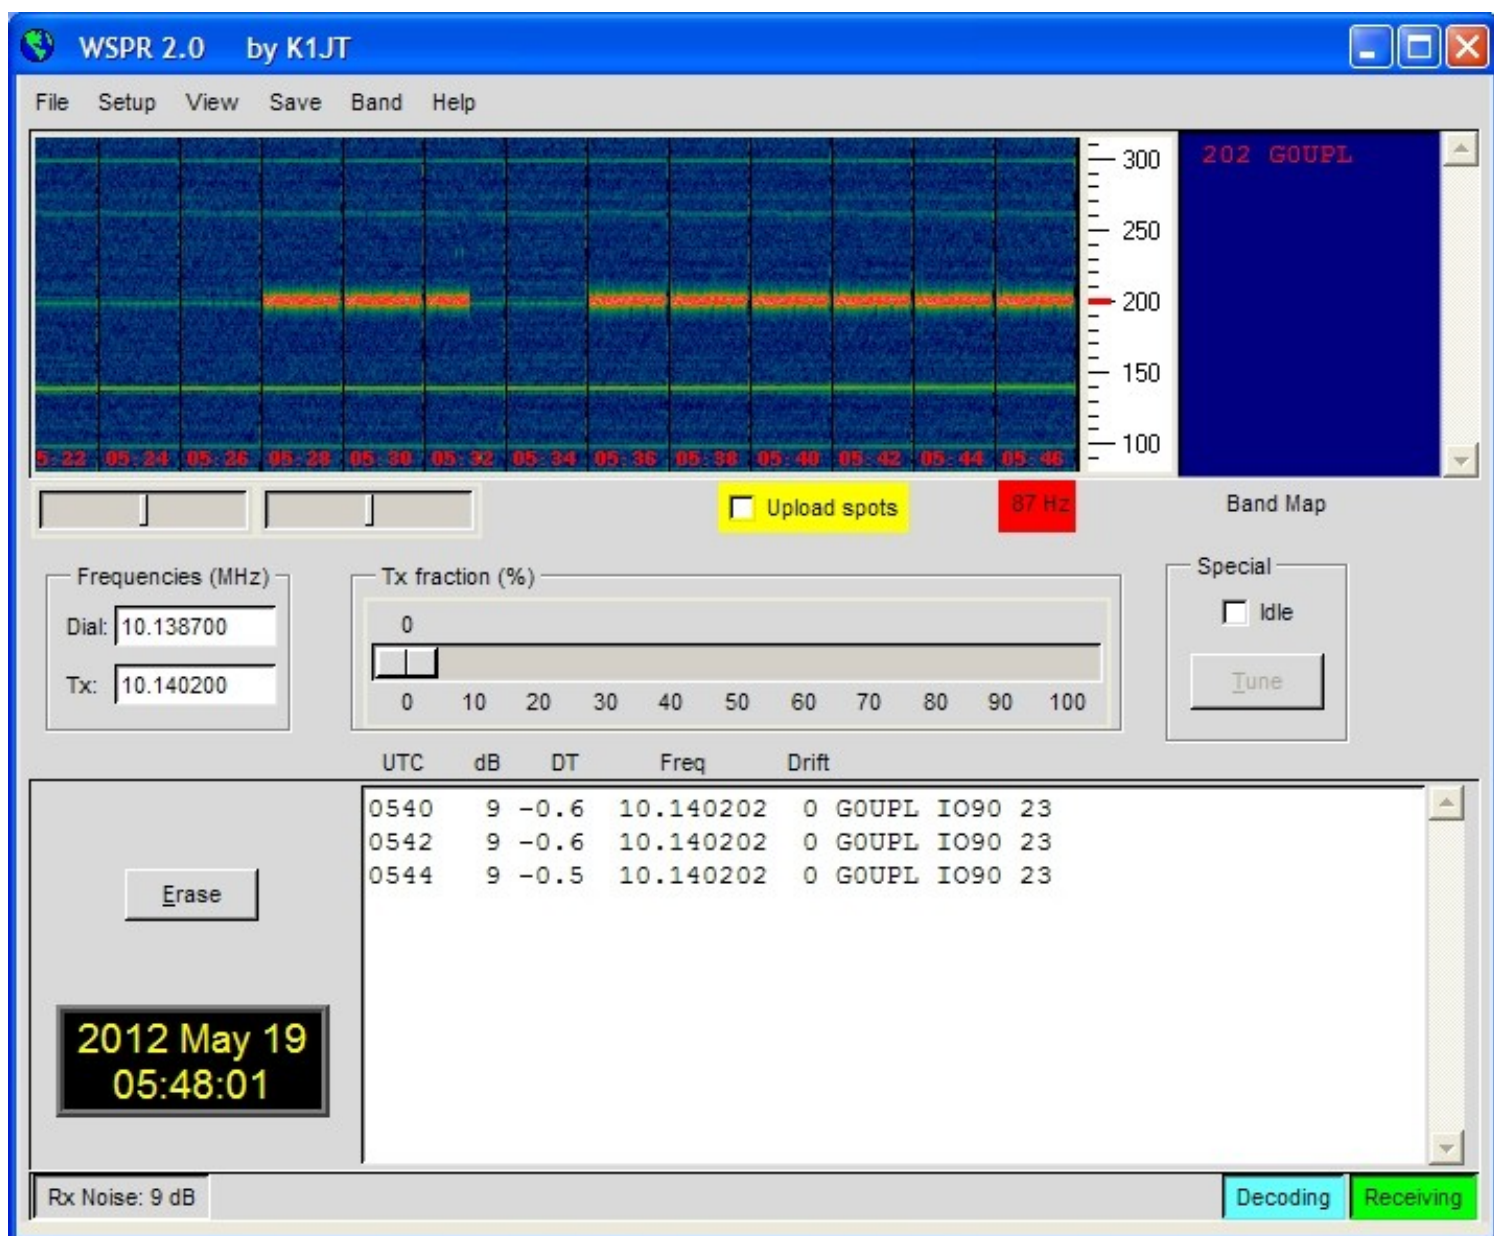 WSPR 2.0 by K1JT
File Setup View Save Band Help
300
250
200
150
100
202 G0UPL
5:22 05:24 05:26 05:28 05:30 05:32 05:34 05:36 05:38 05:40 05:42 05:44 05:46
Upload spots
87 Hz
Band Map
Frequencies (MHz)
Dial: 10.138700
Tx: 10.140200
Tx fraction (%)
0
0 10 20 30 40 50 60 70 80 90 100
Special
Idle
Tune
UTC dB DT Freq Drift
0540 9 -0.6 10.140202 0 G0UPL IO90 23
0542 9 -0.6 10.140202 0 G0UPL IO90 23
0544 9 -0.5 10.140202 0 G0UPL IO90 23
Erase
2012 May 19
05:48:01
Rx Noise: 9 dB
Decoding
Receiving